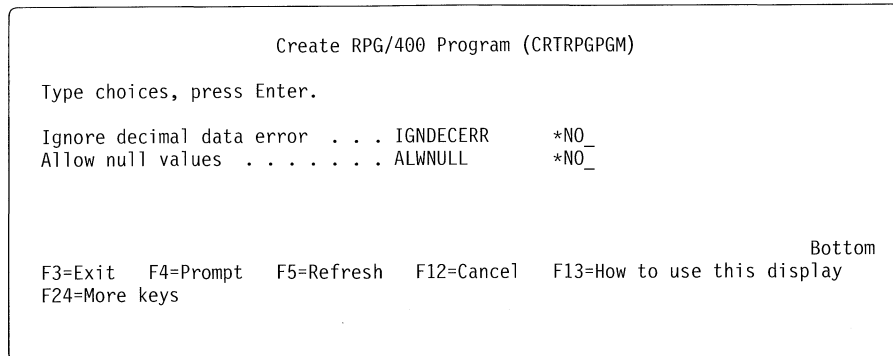 Create RPG/400 Program (CRTRPGPGM)
Type choices, press Enter.
Ignore decimal data error . . . IGNDECERR *NO_
Allow null values . . . . . . . ALWNULL *NO_
Bottom
F3=Exit F4=Prompt F5=Refresh F12=Cancel F13=How to use this display
F24=More keys